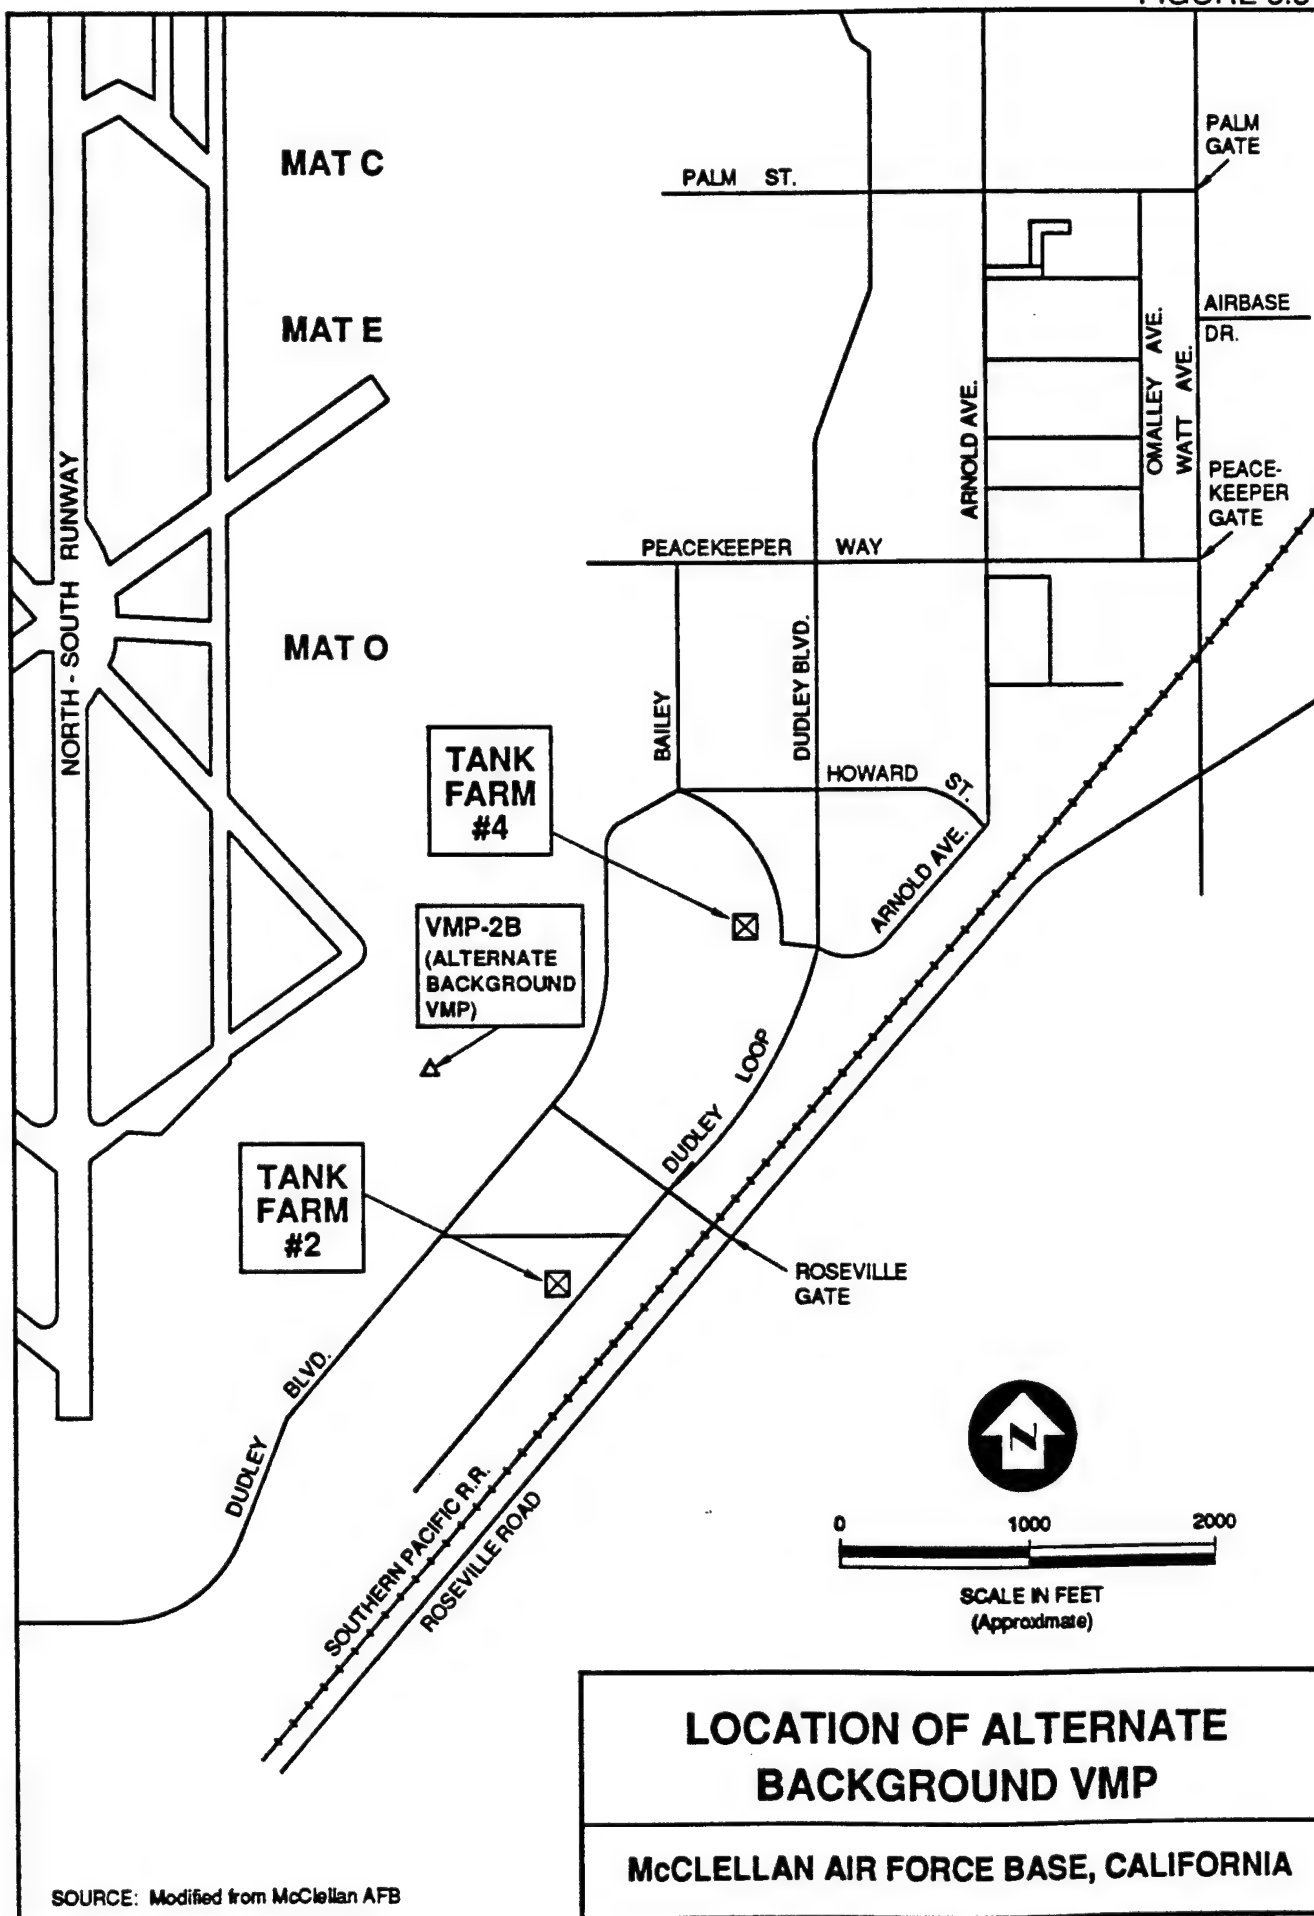 MAT C
PALM ST.
PALM
GATE
MAT E
AIRBASE
DR.
OMALLEY AVE.
WATT AVE.
ARNOLD AVE.
NORTH - SOUTH RUNWAY
PEACE-
KEEPER
GATE
PEACEKEEPER WAY
MAT O
BAILEY
DUDLEY BLVD.
TANK
FARM
#4
HOWARD ST.
ARNOLD AVE.
VMP-2B
(ALTERNATE
BACKGROUND
VMP)
DUDLEY LOOP
TANK
FARM
#2
ROSEVILLE
GATE
DUDLEY BLVD.
SOUTHERN PACIFIC R.R.
ROSEVILLE ROAD
N
0 1000 2000
SCALE IN FEET
(Approximate)
LOCATION OF ALTERNATE
BACKGROUND VMP
McCLELLAN AIR FORCE BASE, CALIFORNIA
SOURCE: Modified from McClellan AFB